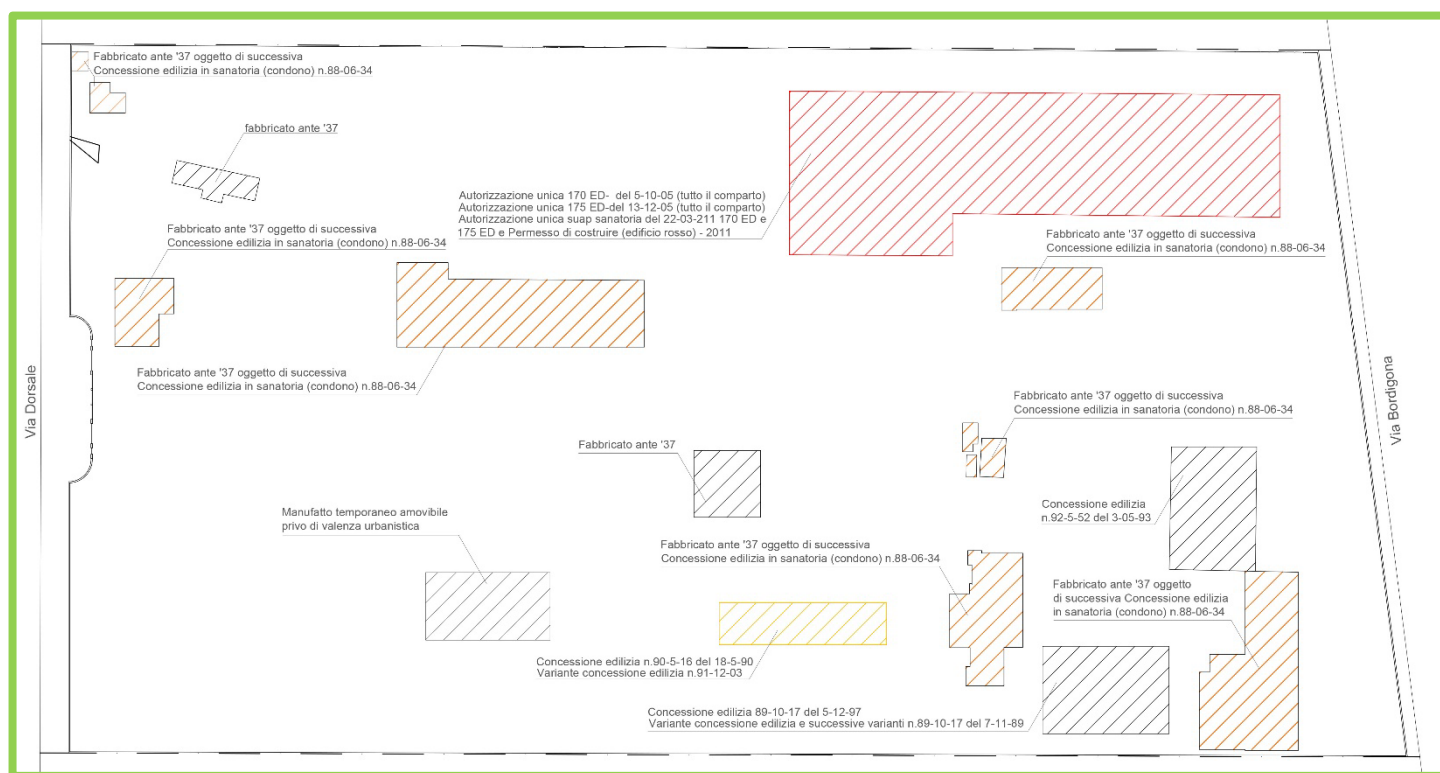 Fabbricato ante '37 oggetto di successiva
Concessione edilizia in sanatoria (condono) n.88-06-34
fabbricato ante '37
Autorizzazione unica 170 ED- del 5-10-05 (tutto il comparto)
Autorizzazione unica 175 ED-del 13-12-05 (tutto il comparto)
Autorizzazione unica suap sanatoria del 22-03-211 170 ED e
175 ED e Permesso di costruire (edificio rosso) - 2011
Fabbricato ante '37 oggetto di successiva
Concessione edilizia in sanatoria (condono) n.88-06-34
Fabbricato ante '37 oggetto di successiva
Concessione edilizia in sanatoria (condono) n.88-06-34
Fabbricato ante '37 oggetto di successiva
Concessione edilizia in sanatoria (condono) n.88-06-34
Via Dorsale
Via Bordigona
Fabbricato ante '37 oggetto di successiva
Concessione edilizia in sanatoria (condono) n.88-06-34
Fabbricato ante '37
Concessione edilizia
n.92-5-52 del 3-05-93
Manufatto temporaneo amovibile
privo di valenza urbanistica
Fabbricato ante '37 oggetto di successiva
Concessione edilizia in sanatoria (condono) n.88-06-34
Fabbricato ante '37 oggetto
di successiva Concessione edilizia
in sanatoria (condono) n.88-06-34
Concessione edilizia n.90-5-16 del 18-5-90
Variante concessione edilizia n.91-12-03
Concessione edilizia 89-10-17 del 5-12-97
Variante concessione edilizia e successive varianti n.89-10-17 del 7-11-89